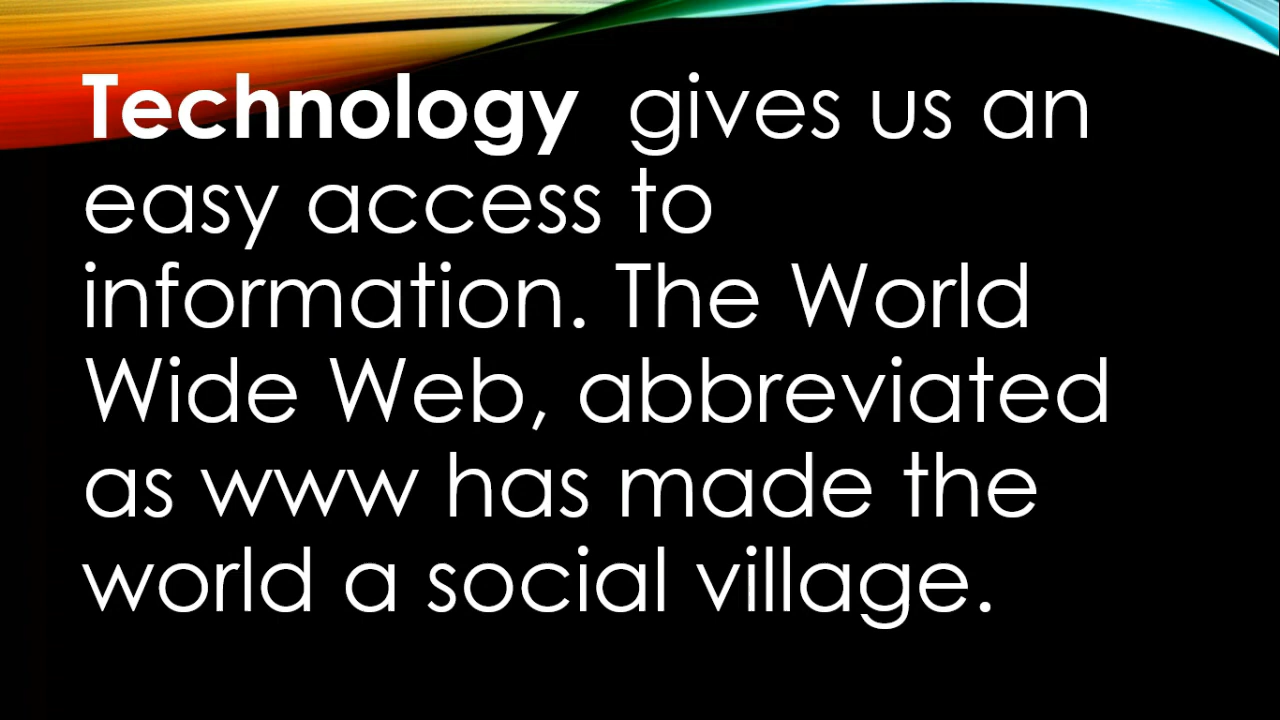 Technology gives us an
easy access to
information. The World
Wide Web, abbreviated
as www has made the
world a social village.